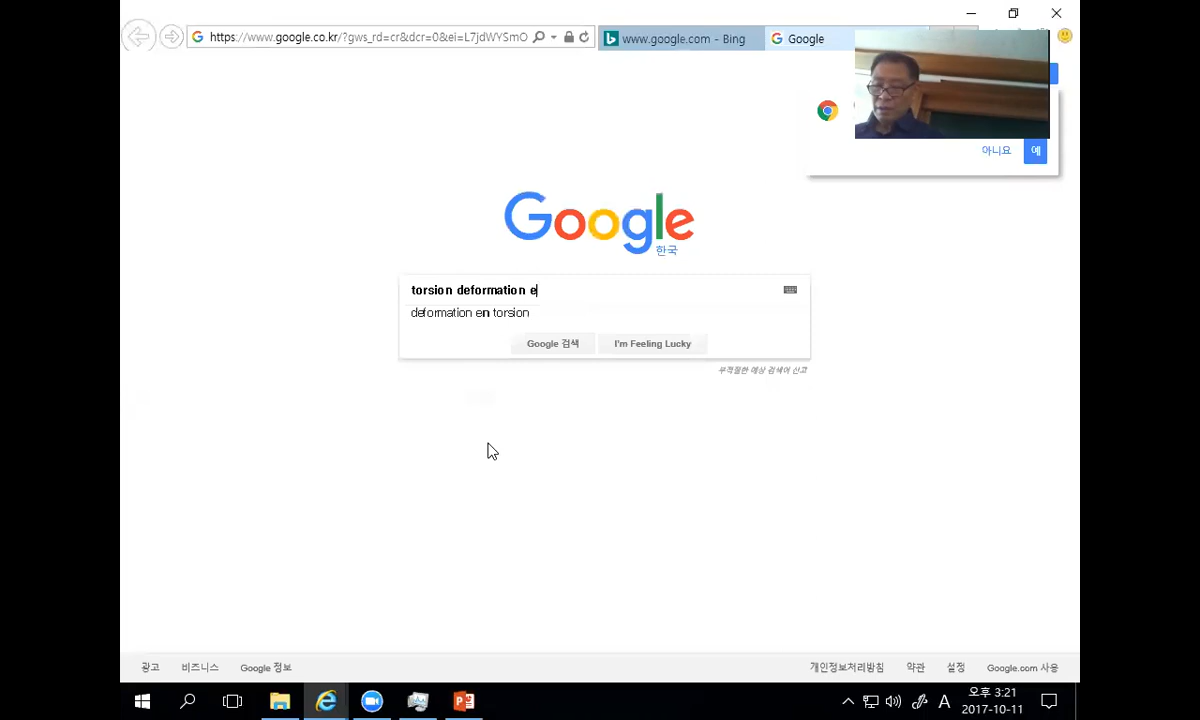 https://www.google.co.kr/?gws_rd=cr&dcr=0&ei=L7jdWYSmO
www.google.com - Bing
Google
아니요
예
Google
한국
torsion deformation e
deformation en torsion
Google 검색
I'm Feeling Lucky
부적절한 예상 검색어 신고
광고
비즈니스
Google 정보
개인정보처리방침
약관
설정
Google.com 사용
A
오후 3:21
2017-10-11